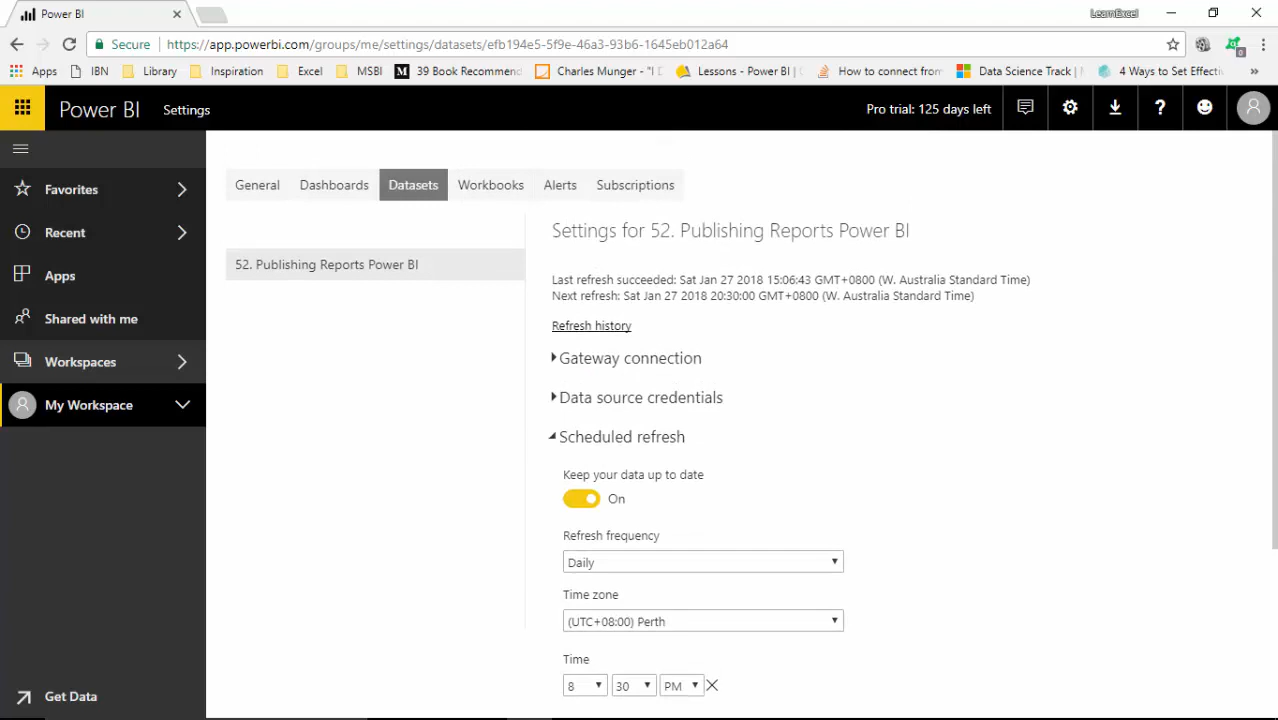 Power BI
LearnExcel
Secure https://app.powerbi.com/groups/me/settings/datasets/efb194e5-5f9e-46a3-93b6-1645eb012a64
Apps IBN Library Inspiration Excel MSBI M 39 Book Recommend Charles Munger - "I D Lessons - Power BI | How to connect from Data Science Track | 4 Ways to Set Effecti »
Power BI Settings Pro trial: 125 days left
Favorites
Recent
Apps
Shared with me
Workspaces
My Workspace
Get Data
General Dashboards Datasets Workbooks Alerts Subscriptions
52. Publishing Reports Power BI
Settings for 52. Publishing Reports Power BI
Last refresh succeeded: Sat Jan 27 2018 15:06:43 GMT+0800 (W. Australia Standard Time)
Next refresh: Sat Jan 27 2018 20:30:00 GMT+0800 (W. Australia Standard Time)
Refresh history
Gateway connection
Data source credentials
Scheduled refresh
Keep your data up to date
On
Refresh frequency
Daily
Time zone
(UTC+08:00) Perth
Time
8 30 PM